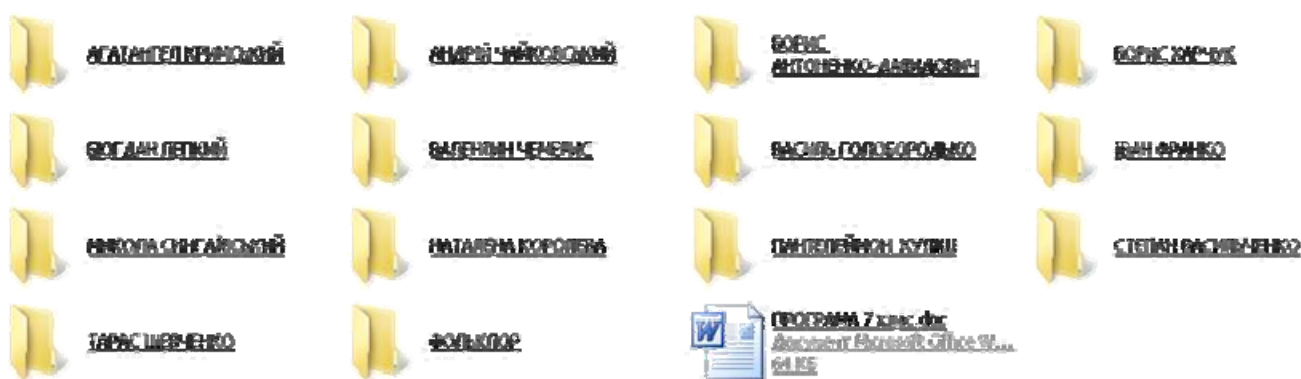 АГАТАНГЕЛ КРИМСЬКИЙ
АНДРІЙ ЧАЙКОВСЬКИЙ
БОРИС
АНТОНЕНКО-ДАВИДОВИЧ
БОРИС ХАРЧУК
БОГДАН ЛЕПКИЙ
ВАЛЕНТИН ЧЕМЕРИС
ВАСИЛЬ ГОЛОБОРОДЬКО
ІВАН ФРАНКО
МИКОЛА СИНГАЇВСЬКИЙ
НАТАЛЕНА КОРОЛЕВА
ПАНТЕЛЕЙМОН КУЛІШ
СТЕПАН ВАСИЛЬЧЕНКО
ТАРАС ШЕВЧЕНКО
ФОЛЬКЛОР
ПРОГРАМА 7 клас.doc
Документ Microsoft Office W...
64 КБ